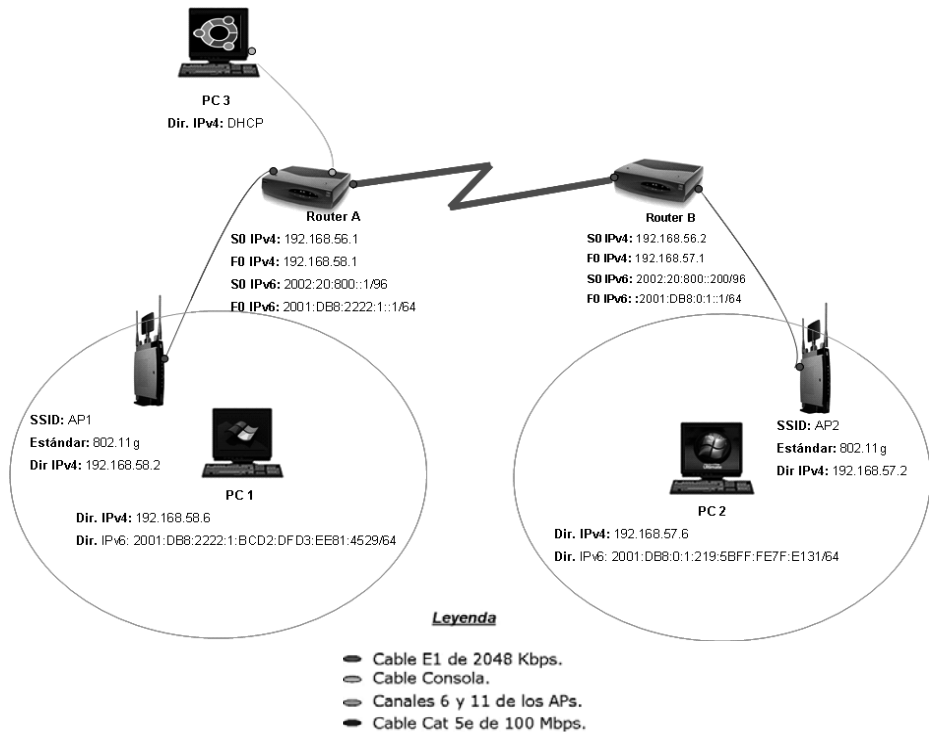 PC 3
Dir. IPv4: DHCP
Router A
S0 IPv4: 192.168.56.1
F0 IPv4: 192.168.58.1
S0 IPv6: 2002:20:800::1/96
F0 IPv6: 2001:DB8:2222:1::1/64
Router B
S0 IPv4: 192.168.56.2
F0 IPv4: 192.168.57.1
S0 IPv6: 2002:20:800::200/96
F0 IPv6: :2001:DB8:0:1::1/64
SSID: AP1
Estándar: 802.11g
Dir IPv4: 192.168.58.2
PC 1
Dir. IPv4: 192.168.58.6
Dir. IPv6: 2001:DB8:2222:1:BCD2:DFD3:EE81:4529/64
SSID: AP2
Estándar: 802.11g
Dir IPv4: 192.168.57.2
PC 2
Dir. IPv4: 192.168.57.6
Dir. IPv6: 2001:DB8:0:1:219:5BFF:FE7F:E131/64
Leyenda
Cable E1 de 2048 Kbps.
Cable Consola.
Canales 6 y 11 de los APs.
Cable Cat 5e de 100 Mbps.